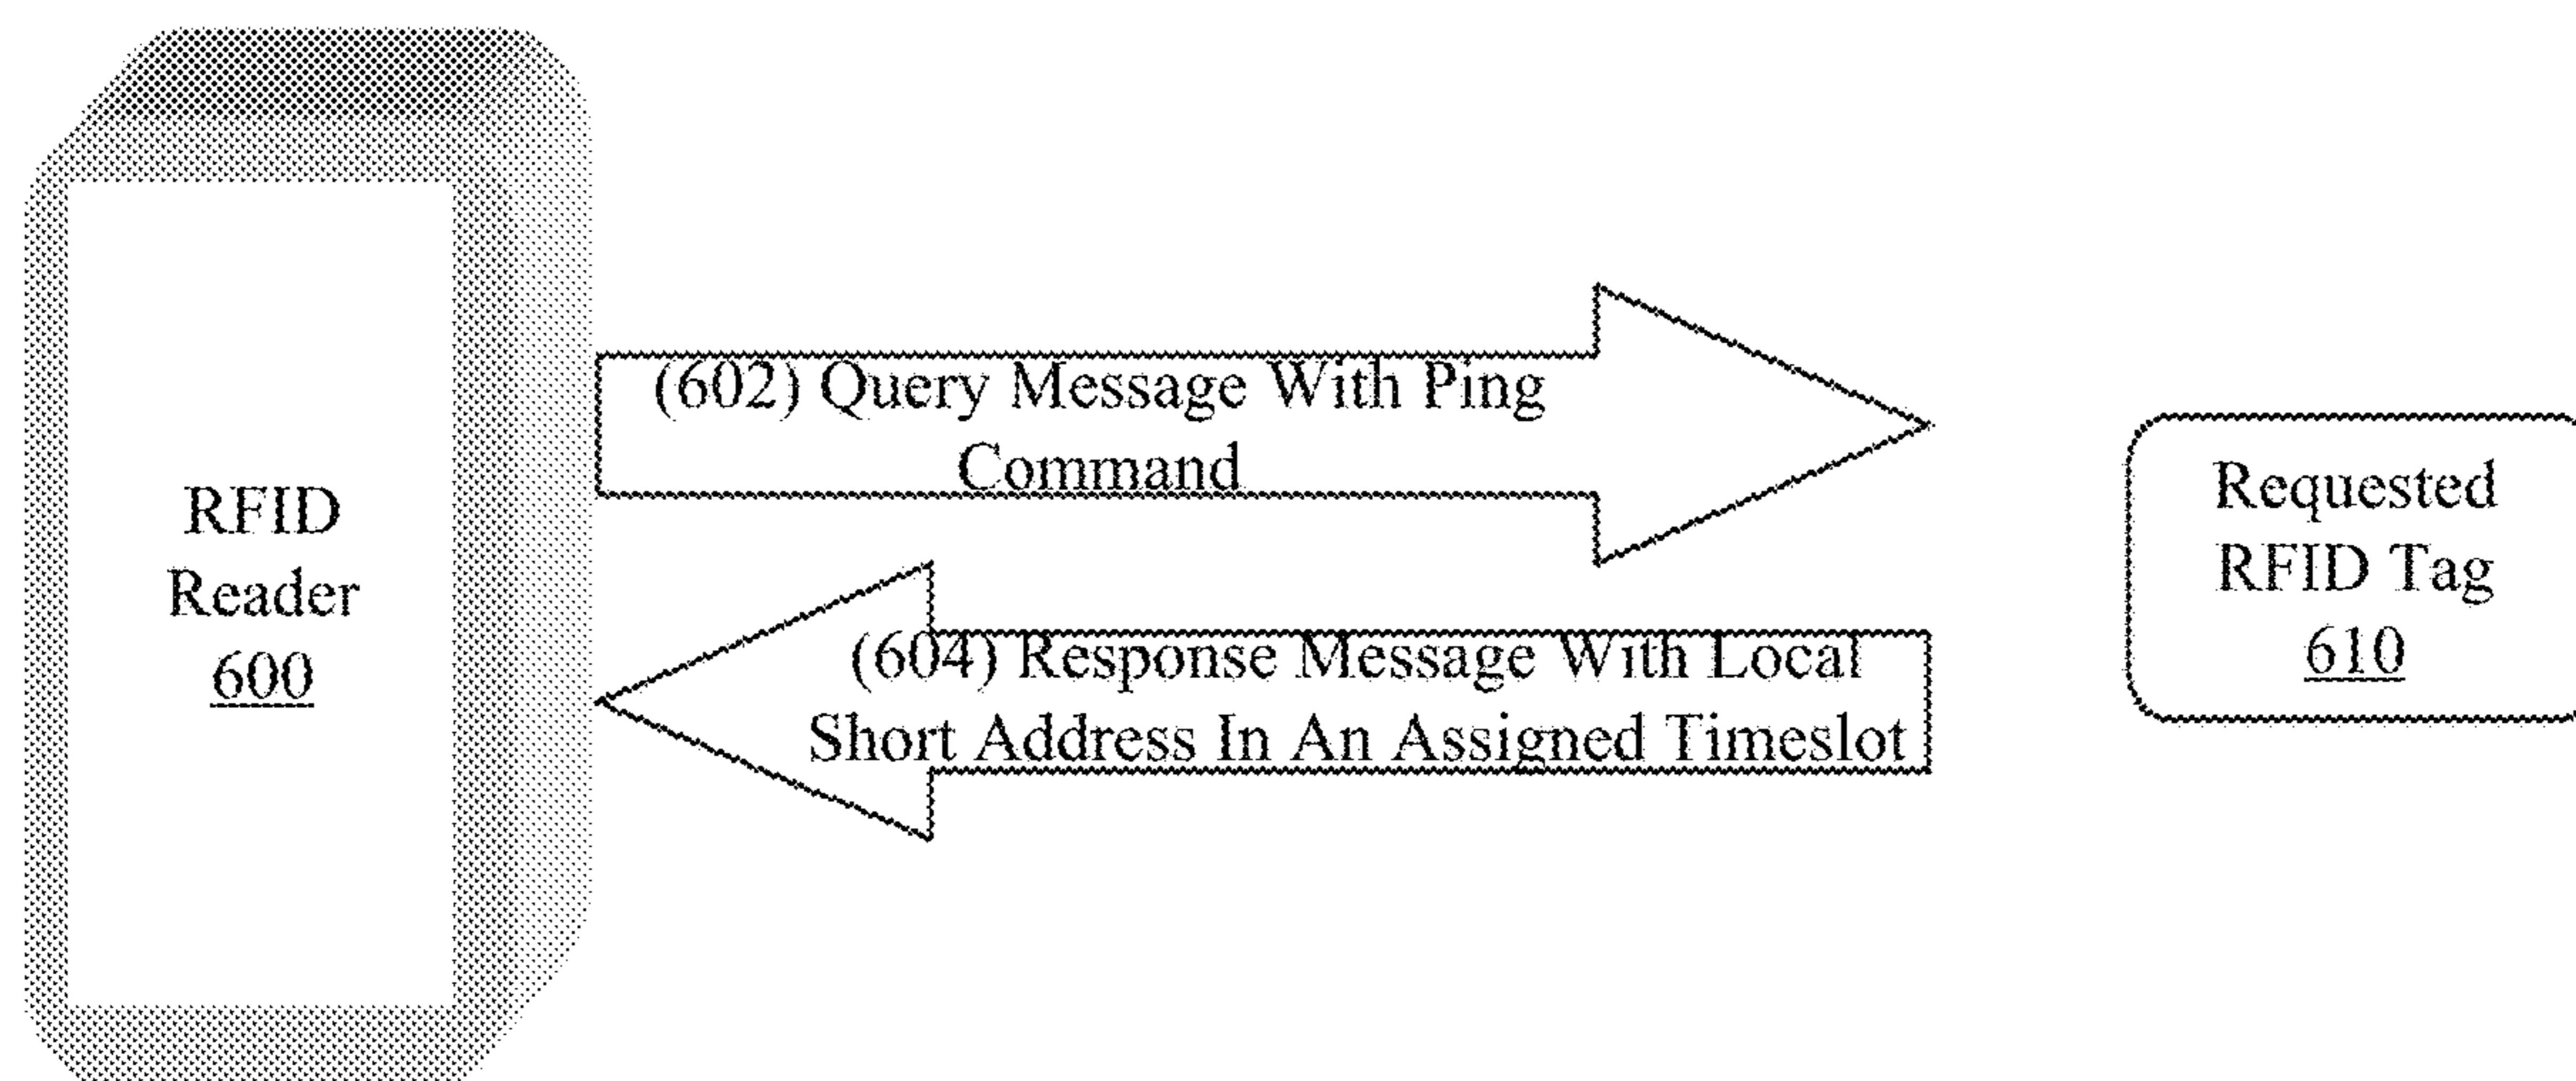 RFID
Reader
600
(602) Query Message With Ping
Command
(604) Response Message With Local
Short Address In An Assigned Timeslot
Requested
RFID Tag
610